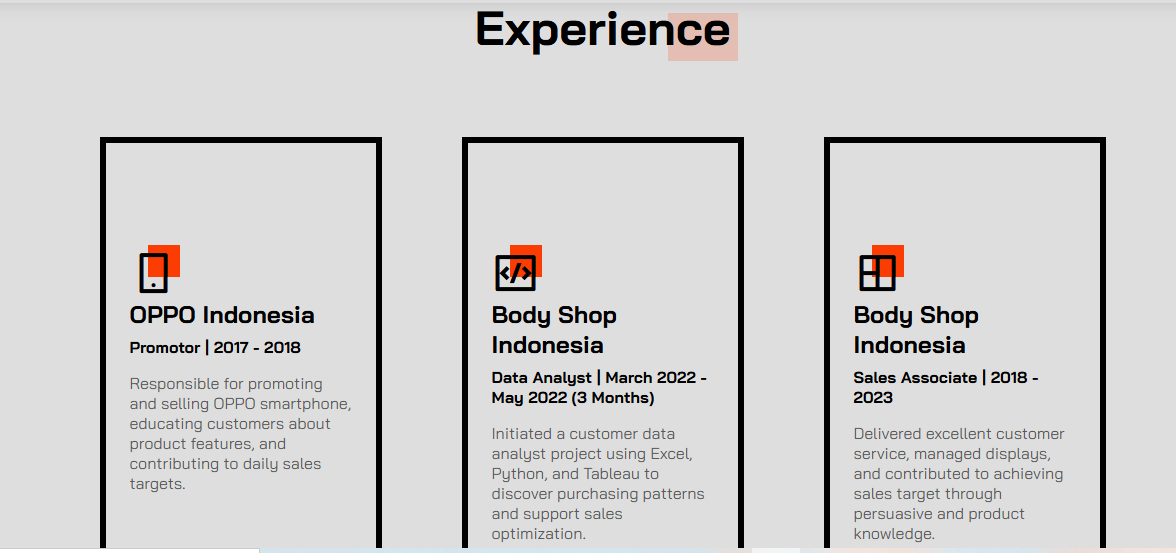 Experience
OPPO Indonesia
Promotor | 2017 - 2018
Responsible for promoting
and selling OPPO smartphone,
educating customers about
product features, and
contributing to daily sales
targets.
Body Shop
Indonesia
Data Analyst | March 2022 -
May 2022 (3 Months)
Initiated a customer data
analyst project using Excel,
Python, and Tableau to
discover purchasing patterns
and support sales
optimization.
Body Shop
Indonesia
Sales Associate | 2018 -
2023
Delivered excellent customer
service, managed displays,
and contributed to achieving
sales target through
persuasive and product
knowledge.